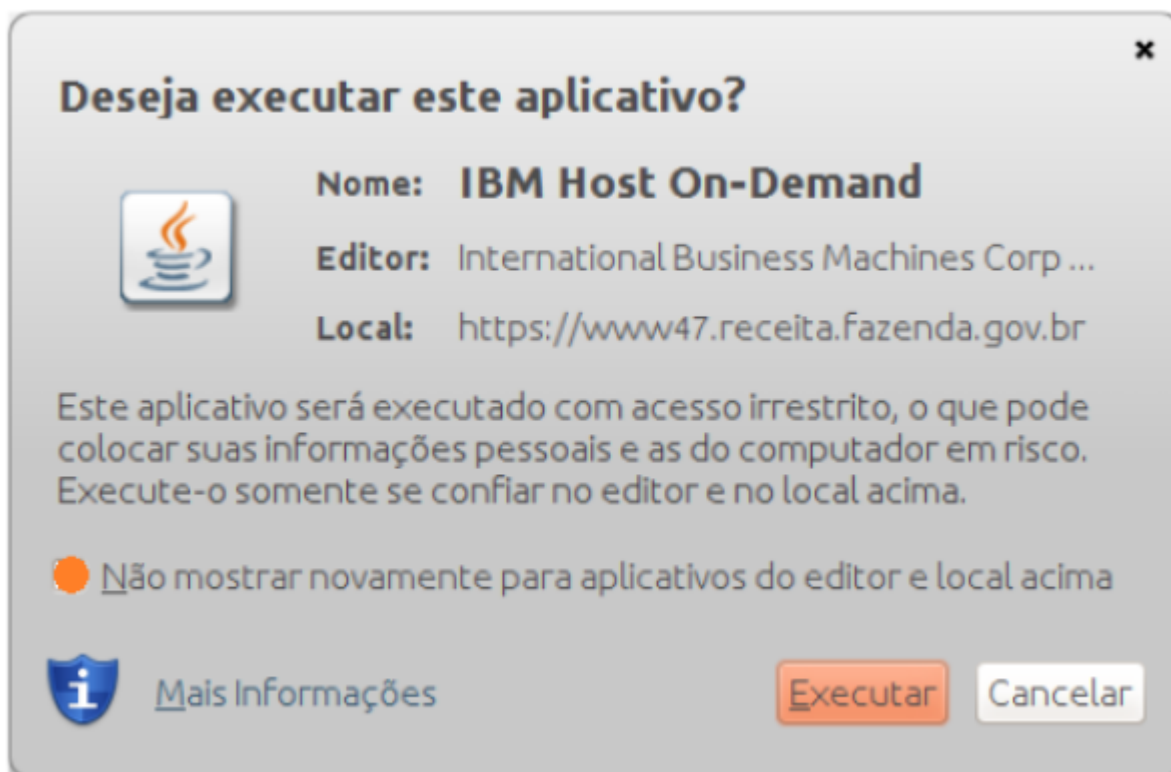 Deseja executar este aplicativo?
Nome: IBM Host On-Demand
Editor: International Business Machines Corp ...
Local: https://www47.receita.fazenda.gov.br
Este aplicativo será executado com acesso irrestrito, o que pode
colocar suas informações pessoais e as do computador em risco.
Execute-o somente se confiar no editor e no local acima.
Não mostrar novamente para aplicativos do editor e local acima
Mais Informações
Executar
Cancelar